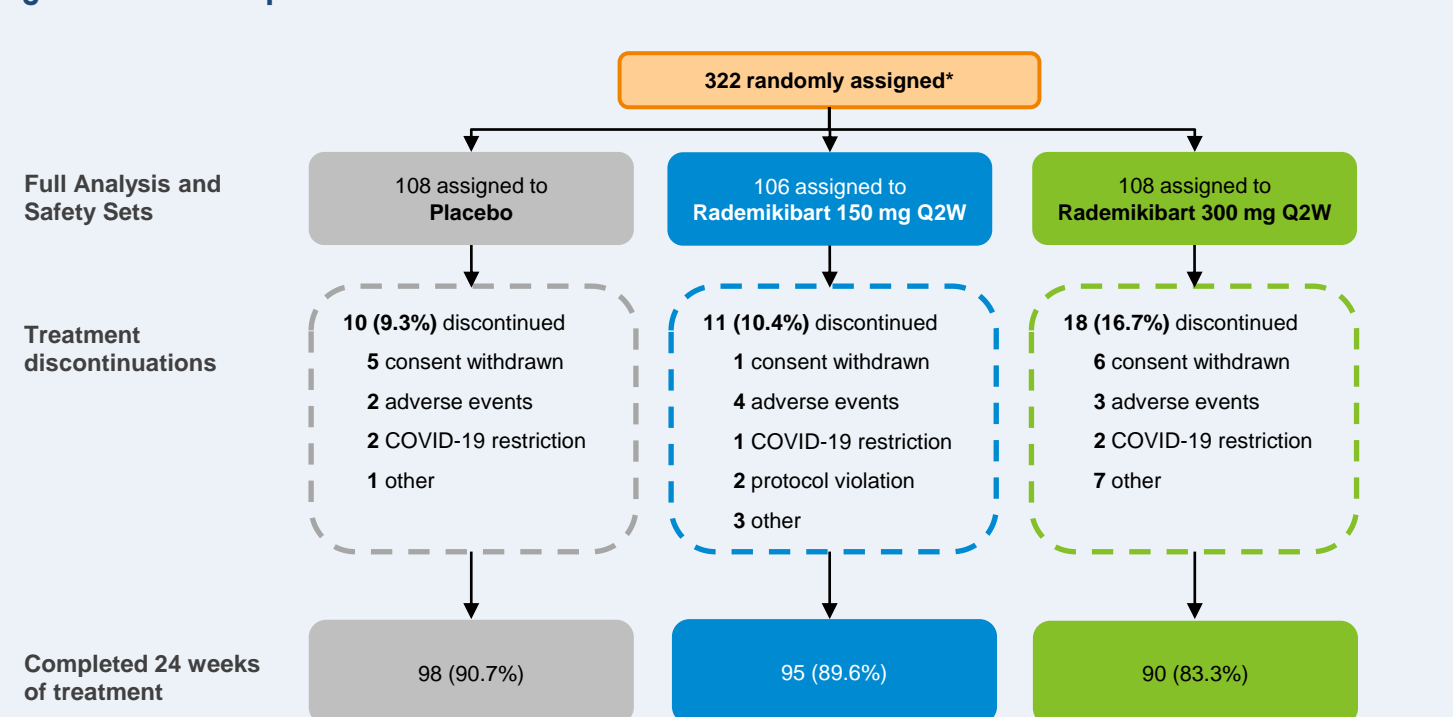 322 randomly assigned*
Full Analysis and
Safety Sets
108 assigned to
Placebo
106 assigned to
Rademikibart 150 mg Q2W
108 assigned to
Rademikibart 300 mg Q2W
Treatment
discontinuations
10 (9.3%) discontinued
5 consent withdrawn
2 adverse events
2 COVID-19 restriction
1 other
11 (10.4%) discontinued
1 consent withdrawn
4 adverse events
1 COVID-19 restriction
2 protocol violation
3 other
18 (16.7%) discontinued
6 consent withdrawn
3 adverse events
2 COVID-19 restriction
7 other
Completed 24 weeks
of treatment
98 (90.7%)
95 (89.6%)
90 (83.3%)